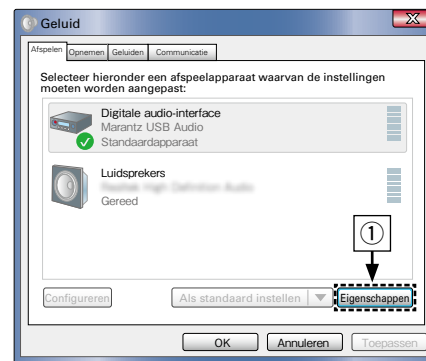 Geluid
Afspelen Opnemen Geluiden Communicatie
Selecteer hieronder een afspeelapparaat waarvan de instellingen
moeten worden aangepast:
Digitale audio-interface
Marantz USB Audio
Standaardapparaat
Luidsprekers
Gereed
①
Configureren Als standaard instellen Eigenschappen
OK Annuleren Toepassen